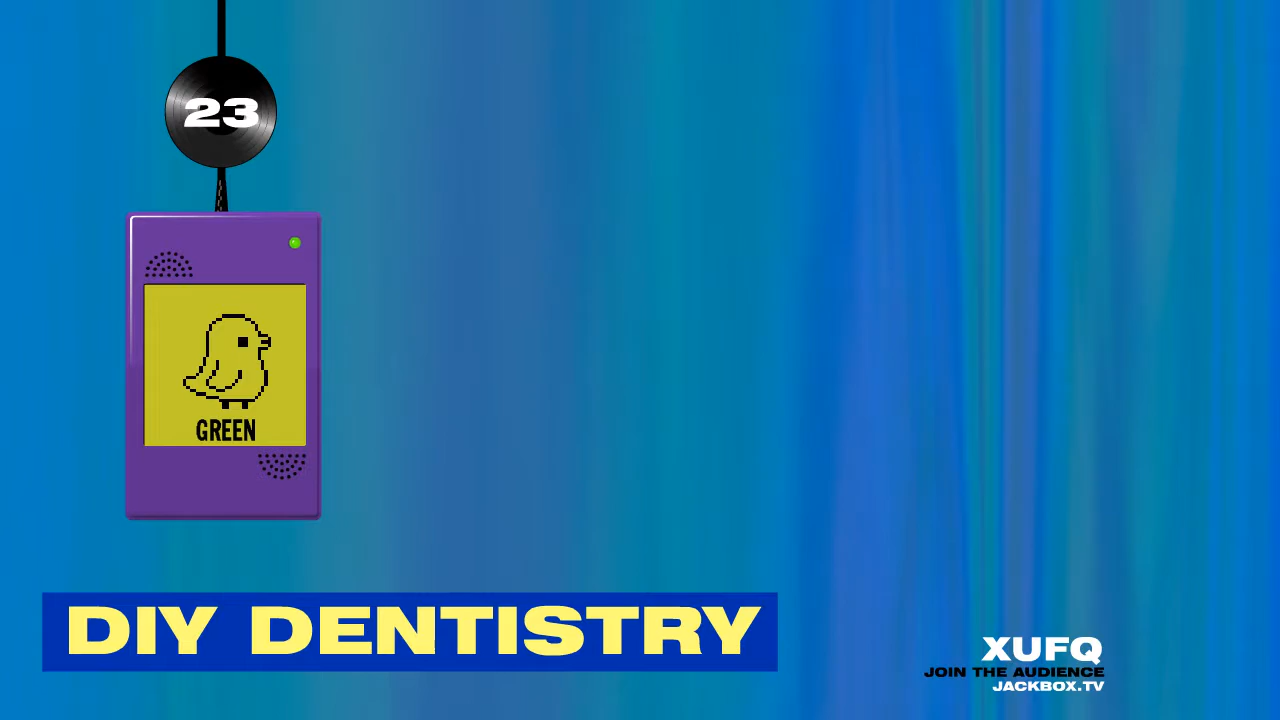 23
GREEN
DIY DENTISTRY
XUFQ
JOIN THE AUDIENCE
JACKBOX.TV